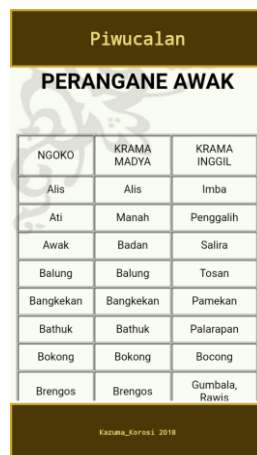 Piwucalan
PERANGANE AWAK
NGOKO KRAMA MADYA KRAMA INGGIL
Alis Alis Imba
Ati Manah Penggalih
Awak Badan Salira
Balung Balung Tosan
Bangkekan Bangkekan Pamekan
Bathuk Bathuk Palarapan
Bokong Bokong Bocong
Brengos Brengos Gumbala, Rawis
Kazuma_Korosi 2018